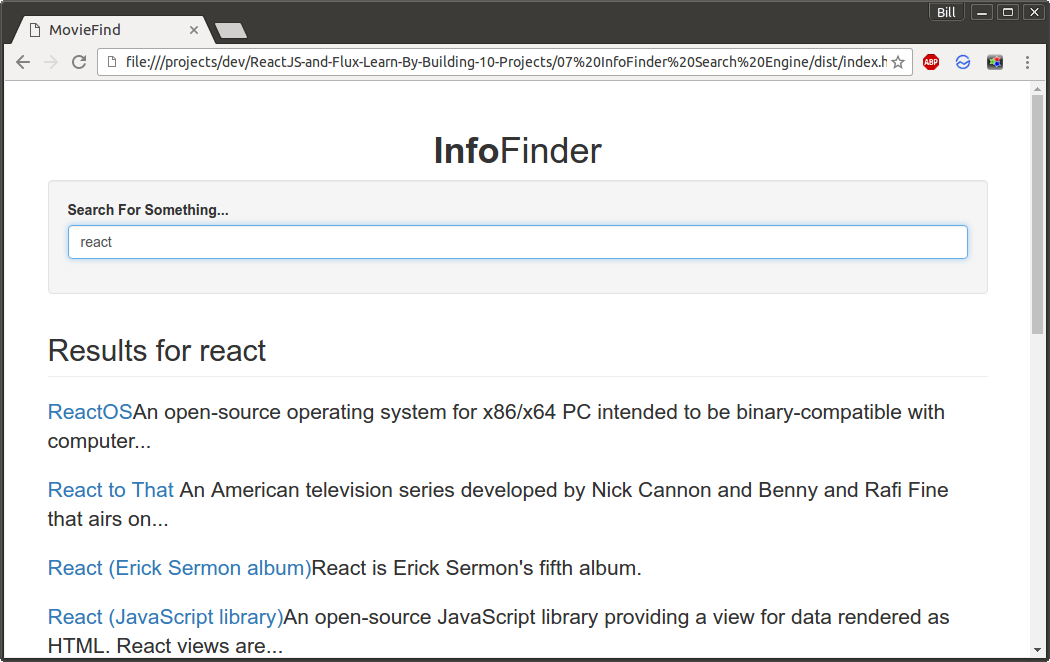 Bill
MovieFind
file:///projects/dev/ReactJS-and-Flux-Learn-By-Building-10-Projects/07%20InfoFinder%20Search%20Engine/dist/index.h
ABP
InfoFinder
Search For Something...
react
Results for react
ReactOSAn open-source operating system for x86/x64 PC intended to be binary-compatible with
computer...
React to That An American television series developed by Nick Cannon and Benny and Rafi Fine
that airs on...
React (Erick Sermon album)React is Erick Sermon's fifth album.
React (JavaScript library)An open-source JavaScript library providing a view for data rendered as
HTML. React views are...